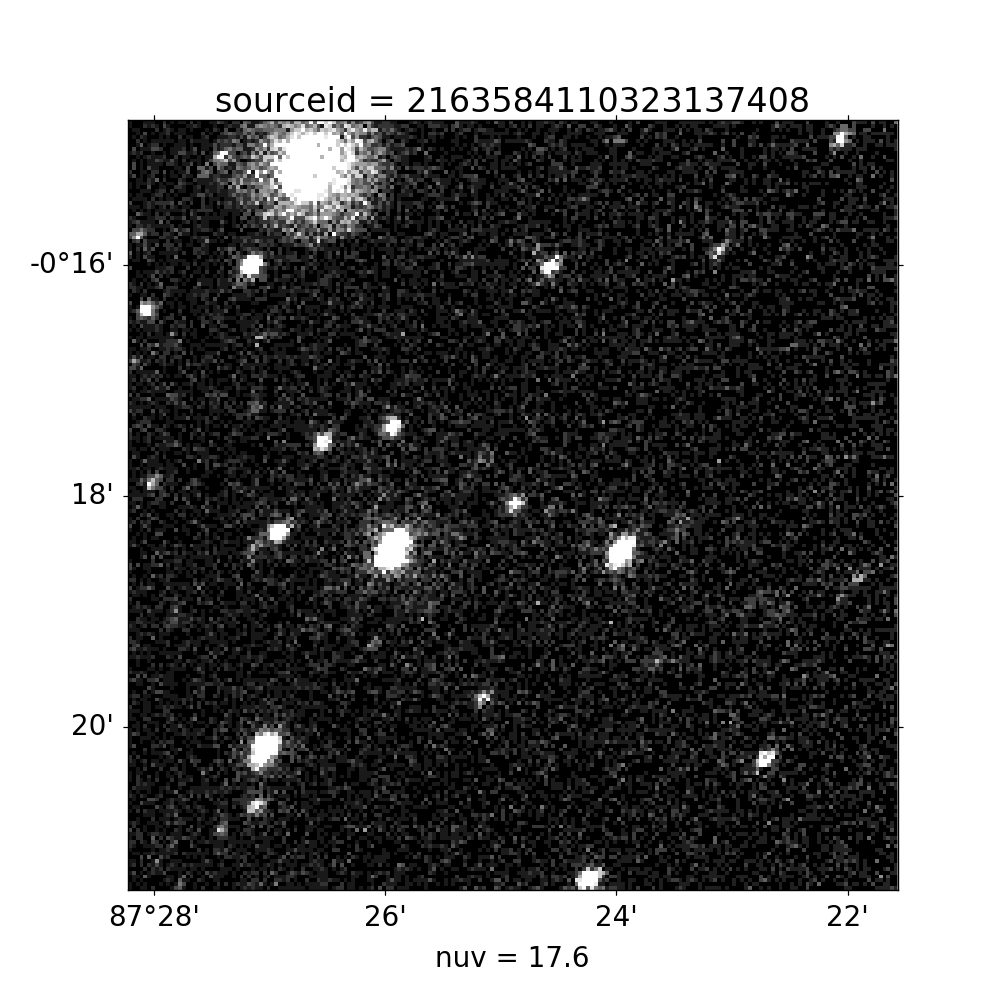 sourceid = 2163584110323137408
-0°16'
18'
20'
87°28' 26' 24' 22'
nuv = 17.6